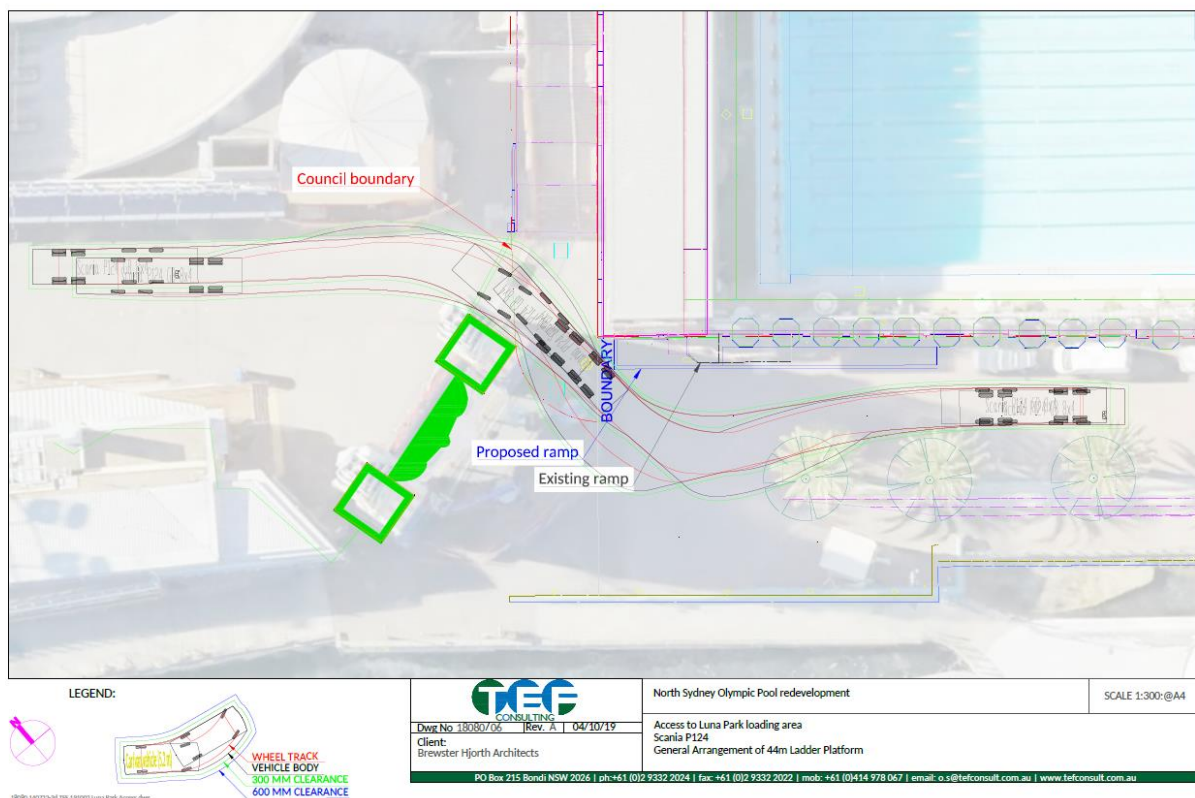 Council boundary
BOUNDARY
Proposed ramp
Existing ramp
LEGEND:
WHEEL TRACK
VEHICLE BODY
300 MM CLEARANCE
600 MM CLEARANCE
TEF
CONSULTING
Dwg No 18080/06 Rev. A 04/10/19
Client:
Brewster Hjorth Architects
North Sydney Olympic Pool redevelopment
SCALE 1:300:@A4
Access to Luna Park loading area
Scania P124
General Arrangement of 44m Ladder Platform
PO Box 215 Bondi NSW 2026 | ph:+61 (0)2 9332 2024 | fax: +61 (0)2 9332 2022 | mob: +61 (0)414 978 067 | email: o.s@tefconsult.com.au | www.tefconsult.com.au